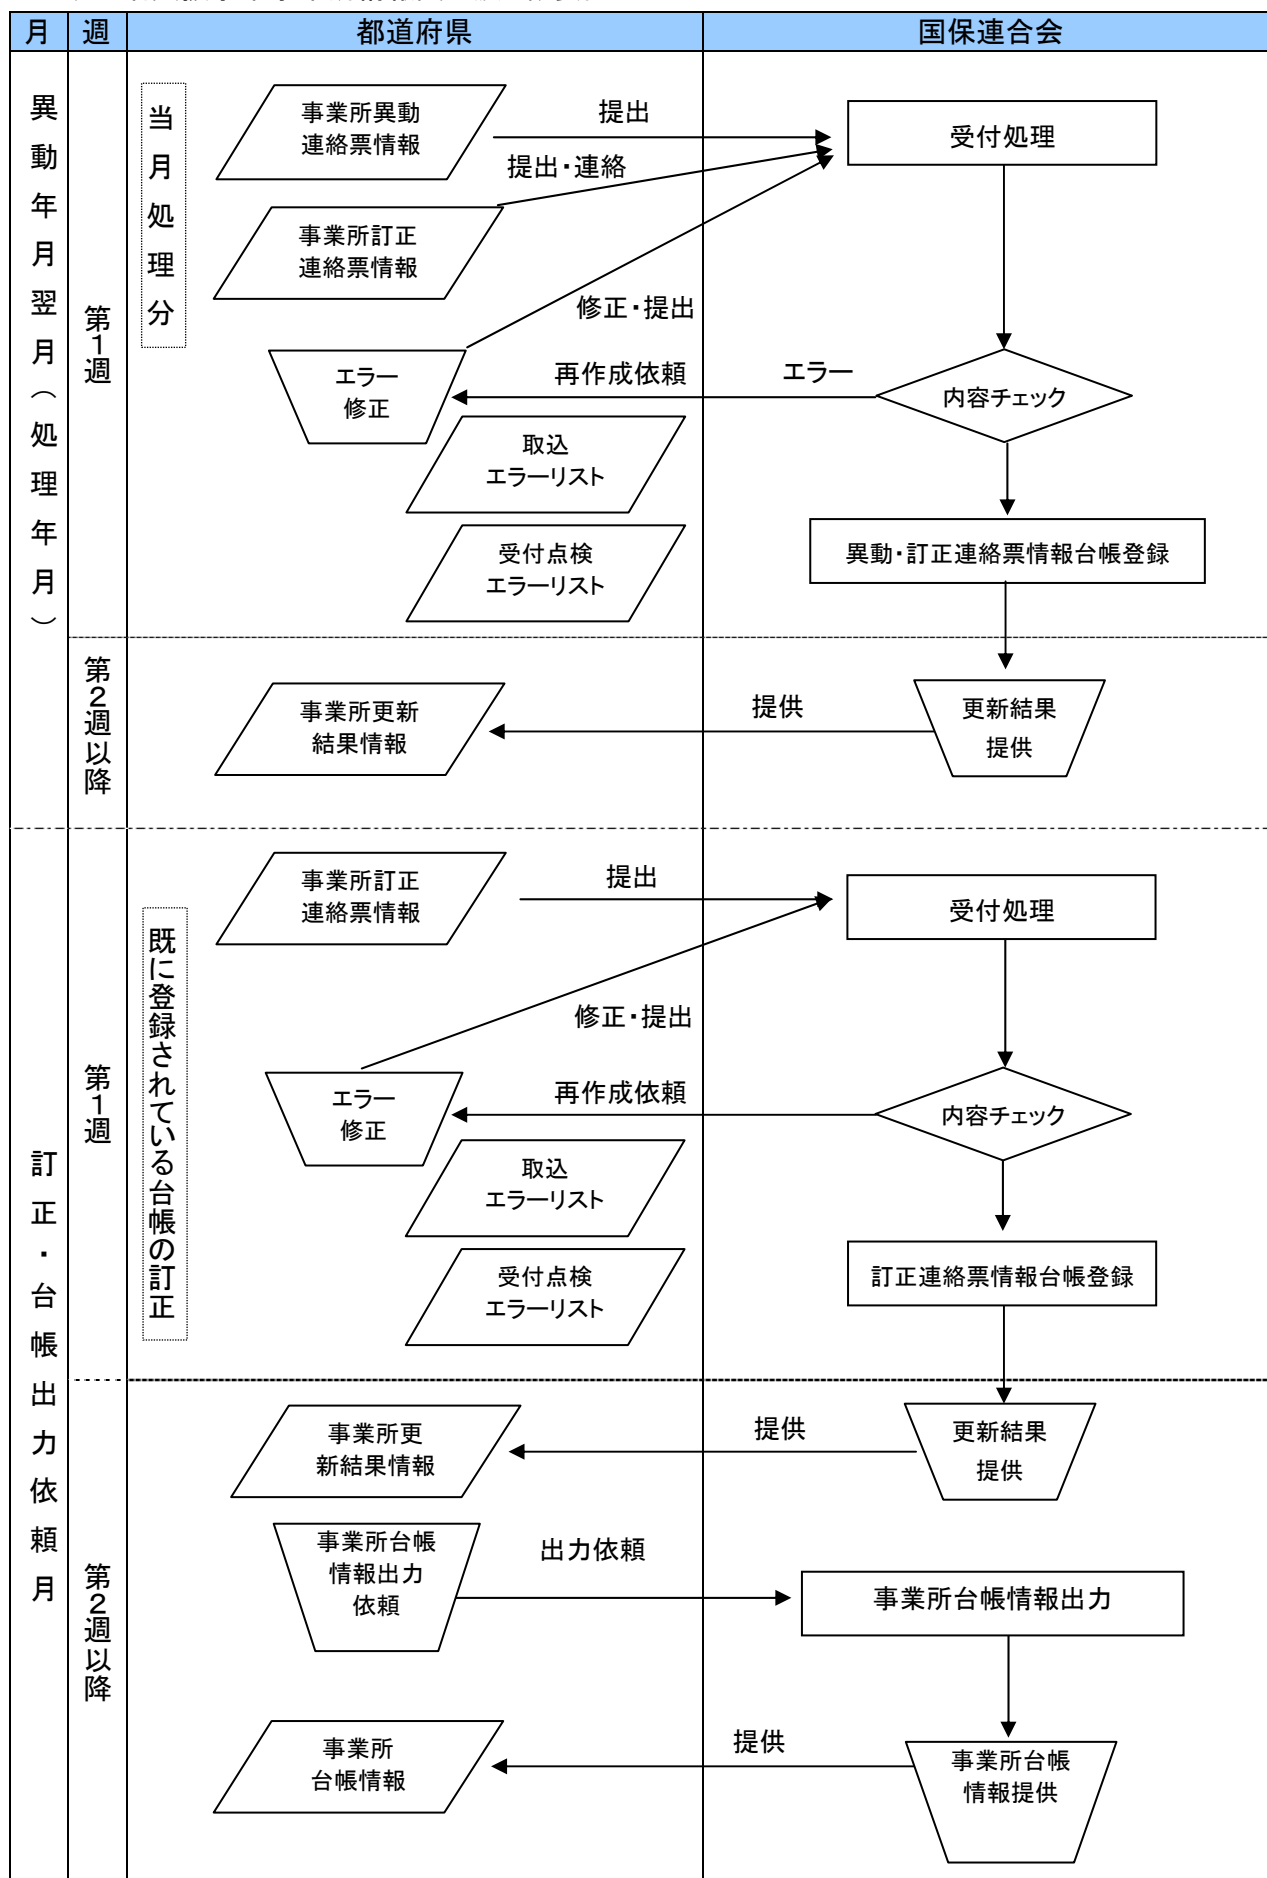 月
週
都道府県
国保連合会
異動年月翌月（処理年月）
第1週
当月処理分
事業所異動
連絡票情報
提出
受付処理
提出・連絡
事業所訂正
連絡票情報
修正・提出
エラー
修正
再作成依頼
エラー
内容チェック
取込
エラーリスト
受付点検
エラーリスト
異動・訂正連絡票情報台帳登録
第2週以降
事業所更新
結果情報
提供
更新結果
提供
訂正・台帳出力依頼月
第1週
既に登録されている台帳の訂正
事業所訂正
連絡票情報
提出
受付処理
修正・提出
エラー
修正
再作成依頼
内容チェック
取込
エラーリスト
受付点検
エラーリスト
訂正連絡票情報台帳登録
第2週以降
事業所更
新結果情報
提供
更新結果
提供
事業所台帳
情報出力
依頼
出力依頼
事業所台帳情報出力
事業所
台帳情報
提供
事業所台帳
情報提供